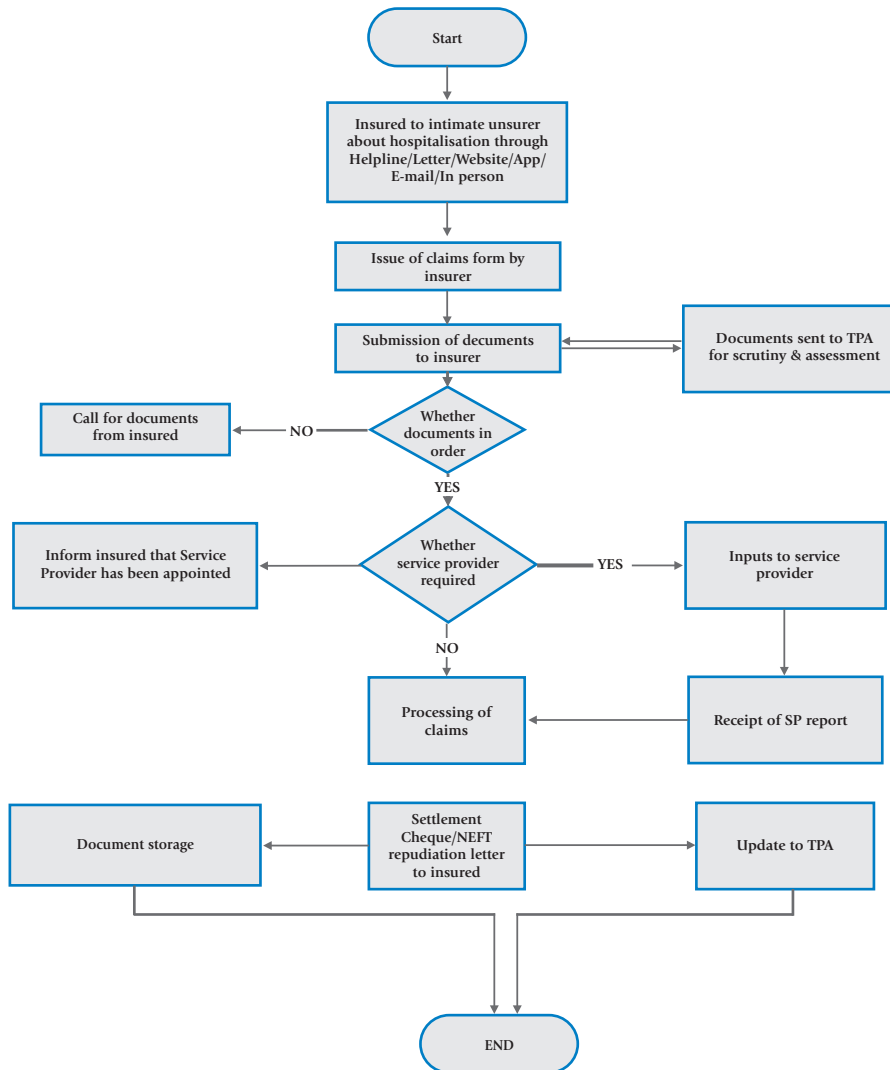 Start
Insured to intimate unsurer
about hospitalisation through
Helpline/Letter/Website/App/
E-mail/In person
Issue of claims form by
insurer
Submission of decuments
to insurer
Documents sent to TPA
for scrutiny & assessment
Whether
documents in
order
NO
Call for documents
from insured
YES
Whether
service provider
required
Inform insured that Service
Provider has been appointed
YES
Inputs to service
provider
NO
Processing of
claims
Receipt of SP report
Document storage
Settlement
Cheque/NEFT
repudiation letter
to insured
Update to TPA
END